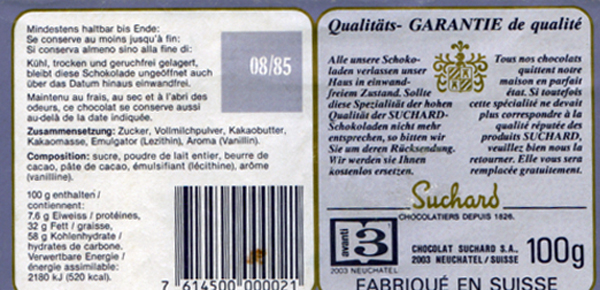 Mindestens haltbar bis Ende:
Se conserve au moins jusqu'à fin:
Si conserva almeno sino alla fine di:
08/85
Kühl, trocken und geruchfrei gelagert,
bleibt diese Schokolade ungeöffnet auch
über das Datum hinaus einwandfrei.
Maintenu au frais, au sec et à l'abri des
odeurs, ce chocolat se conserve aussi
au-delà de la date indiquée.
Zusammensetzung: Zucker, Vollmilchpulver, Kakaobutter,
Kakaomasse, Emulgator (Lezithin), Aroma (Vanillin).
Composition: sucre, poudre de lait entier, beurre de
cacao, pâte de cacao, émulsifiant (lécithine), arôme
(vanilline).
100 g enthalten /
contiennent:
7.6 g Eiweiss / protéines,
32 g Fett / graisse,
58 g Kohlenhydrate /
hydrates de carbone.
Verwertbare Energie /
énergie assimilable:
2180 kJ (520 kcal).
7 614500 000021
Qualitäts- GARANTIE de qualité
Alle unsere Schoko-
laden verlassen unser
Haus in einwand-
freiem Zustand. Sollte
diese Spezialität der hohen
Qualität der SUCHARD-
Schokoladen nicht mehr
entsprechen, so bitten wir
Sie um deren Rücksendung.
Wir werden sie Ihnen
kostenlos ersetzen.
Tous nos chocolats
quittent notre
maison en parfait
état. Si toutefois
cette spécialité ne devait
plus correspondre à la
qualité réputée des
produits SUCHARD,
veuillez bien nous la
retourner. Elle vous sera
remplacée gratuitement.
Suchard
CHOCOLATIERS DEPUIS 1826.
avanti
3
2003 NEUCHATEL
CHOCOLAT SUCHARD S.A.,
2003 NEUCHATEL/SUISSE
100g
FABRIQUÉ EN SUISSE